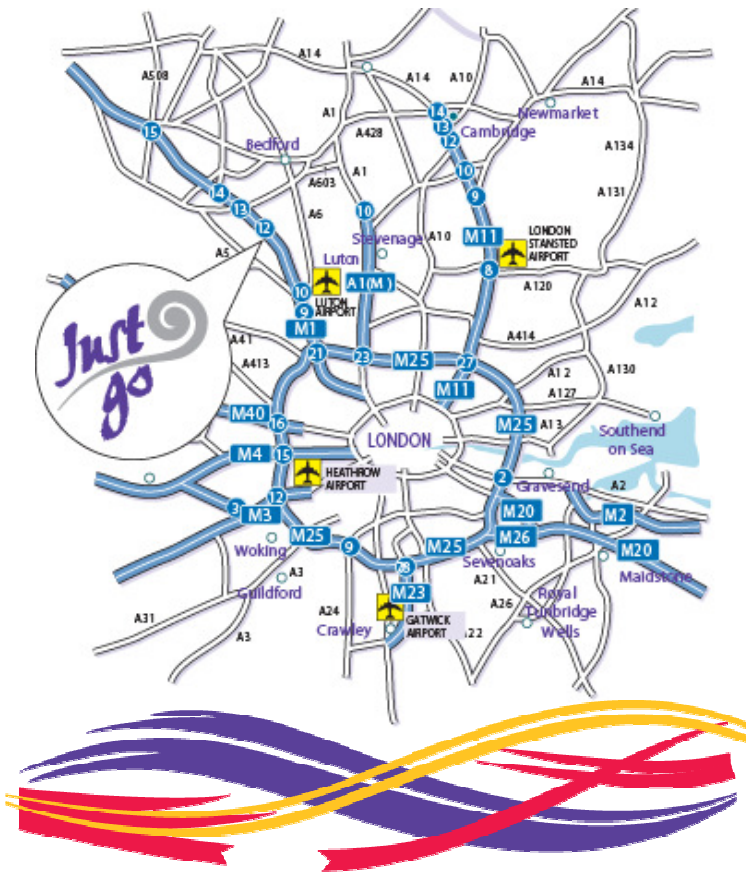 A14
A508
A14
A10
A14
Newmarket
14
13
12
Cambridge
A1
A428
15
Bedford
A134
A603
A1
10
9
A131
14
13
12
A6
10
M11
LONDON
STANSTED
AIRPORT
A10
Stevenage
A5
Luton
8
A1(M)
A120
10
LUTON
AIRPORT
9
A12
M1
Just
go
A41
A414
21
23
M25
27
A413
A12
A130
M11
A127
M40
16
M25
A13
Southend
on Sea
LONDON
M4
15
HEATHROW
AIRPORT
2
Gravesend
A2
12
3
M3
M20
M2
M25
M26
Woking
9
M25
M20
Sevenoaks
28
A3
Guildford
M23
A21
Maidstone
A31
A24
A26
Royal
Tunbridge
Wells
Crawley
GATWICK
AIRPORT
A22
A3